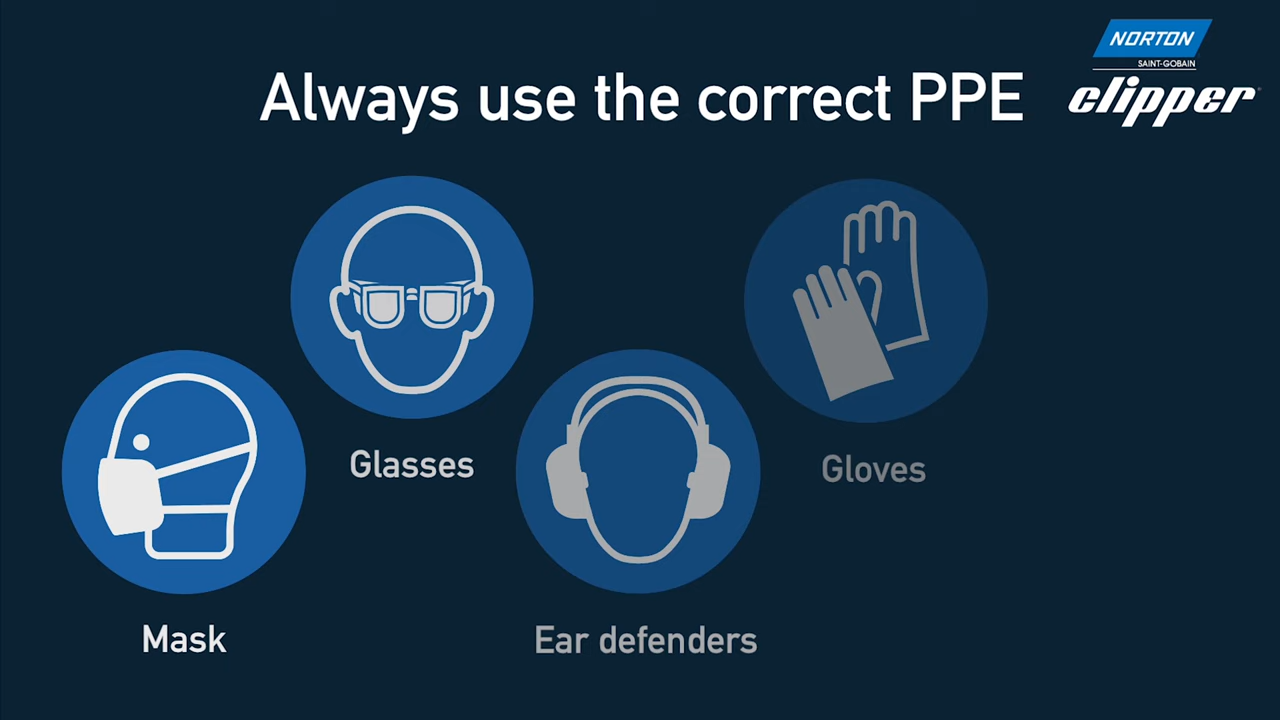 Always use the correct PPE
NORTON
SAINT-GOBAIN
clipper
Glasses
Gloves
Mask
Ear defenders